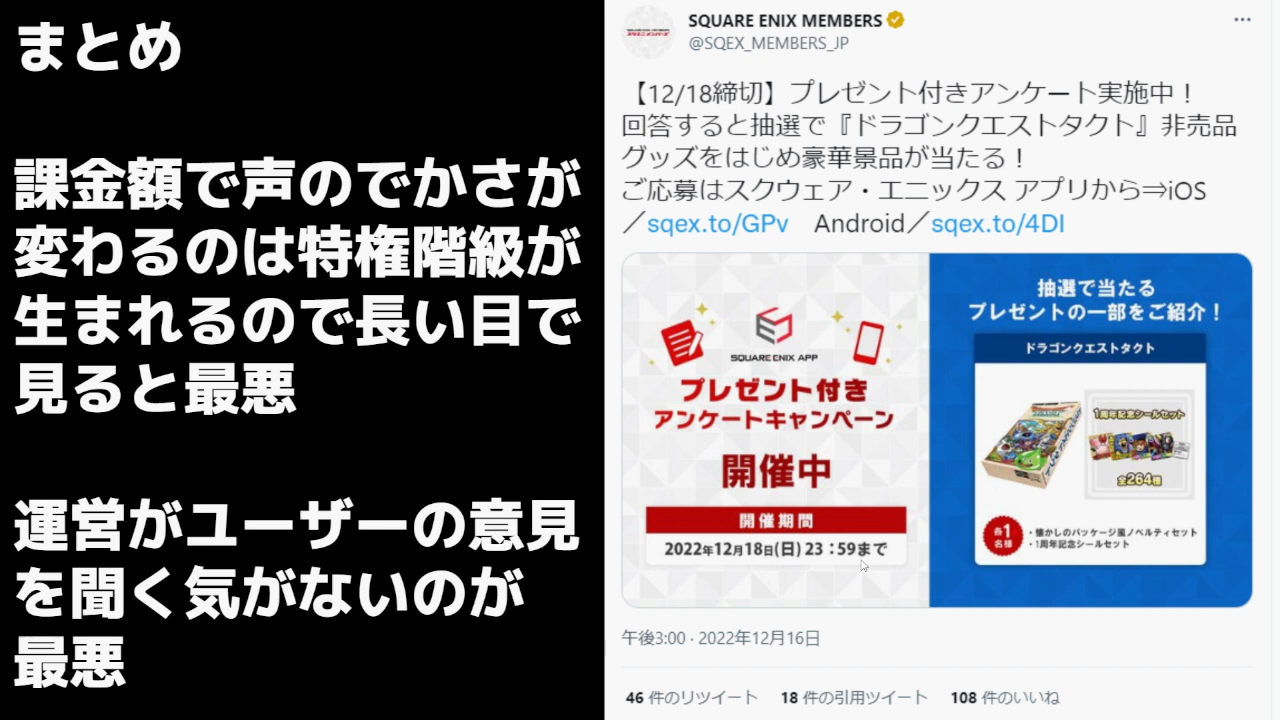 まとめ
課金額で声のでかさが
変わるのは特権階級が
生まれるので長い目で
見ると最悪
運営がユーザーの意見
を聞く気がないのが
最悪
SQUARE ENIX MEMBERS
@SQEX_MEMBERS_JP
【12/18締切】プレゼント付きアンケート実施中！
回答すると抽選で『ドラゴンクエストタクト』非売品
グッズをはじめ豪華景品が当たる！
ご応募はスクウェア・エニックス アプリから⇒iOS
／sqex.to/GPv　Android／sqex.to/4DI
SQUARE ENIX APP
プレゼント付き
アンケートキャンペーン
開催中
開催期間
2022年12月18日(日) 23：59まで
抽選で当たる
プレゼントの一部をご紹介！
ドラゴンクエストタクト
1周年記念シールセット
全264種
各1名様
・懐かしのパッケージ風ノベルティセット
・1周年記念シールセット
午後3:00 · 2022年12月16日
46 件のリツイート　18 件の引用ツイート　108 件のいいね